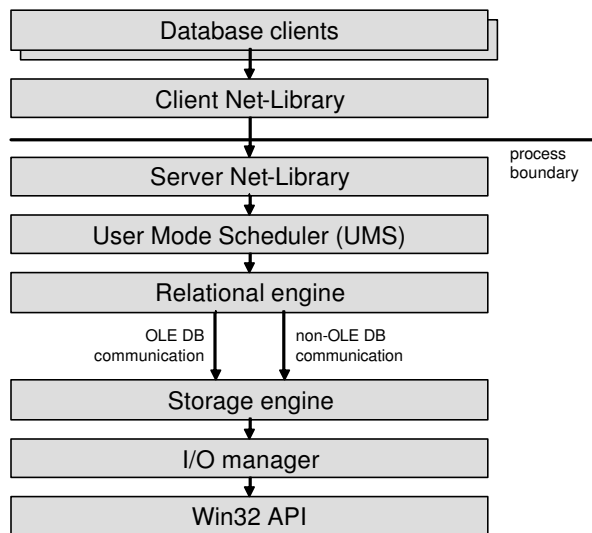 Database clients
Client Net-Library
process
boundary
Server Net-Library
User Mode Scheduler (UMS)
Relational engine
OLE DB
communication
non-OLE DB
communication
Storage engine
I/O manager
Win32 API